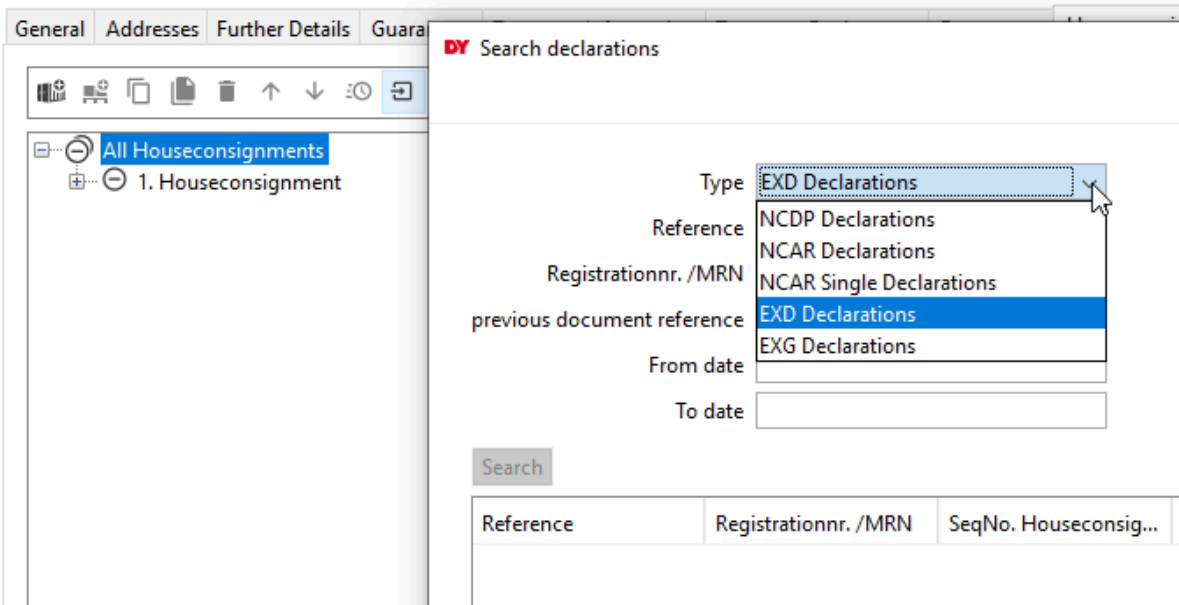 General Addresses Further Details Guara
DY Search declarations
All Houseconsignments
1. Houseconsignment
Type EXD Declarations
NCDP Declarations
NCAR Declarations
NCAR Single Declarations
EXD Declarations
EXG Declarations
Reference
Registrationnr. /MRN
previous document reference
From date
To date
Search
Reference Registrationnr. /MRN SeqNo. Houseconsig...